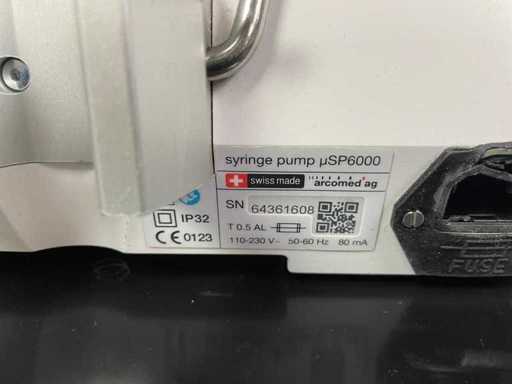 syringe pump µSP6000
swiss made arcomed ag
SN 64361608
IP32
T 0.5 AL
CE 0123
110-230 V~ 50-60 Hz 80 mA
FUSE